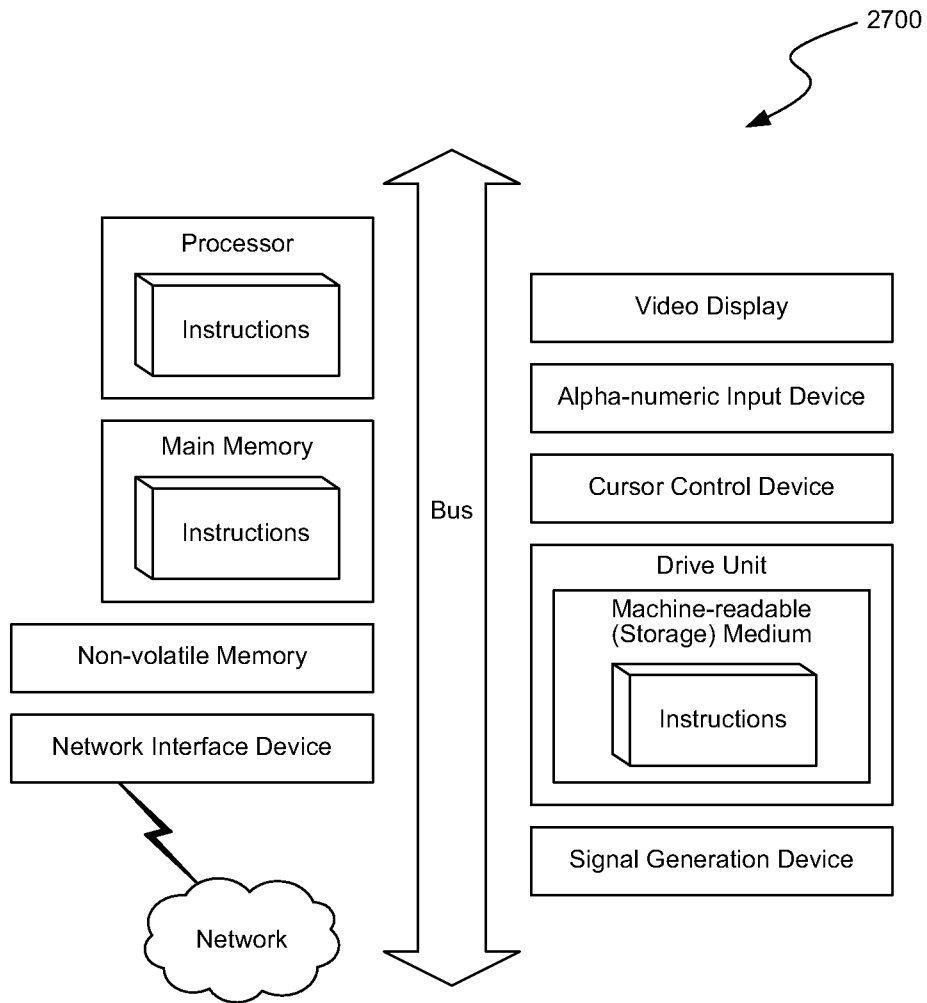 2700
Processor
Instructions
Main Memory
Instructions
Non-volatile Memory
Network Interface Device
Network
Bus
Video Display
Alpha-numeric Input Device
Cursor Control Device
Drive Unit
Machine-readable
(Storage) Medium
Instructions
Signal Generation Device